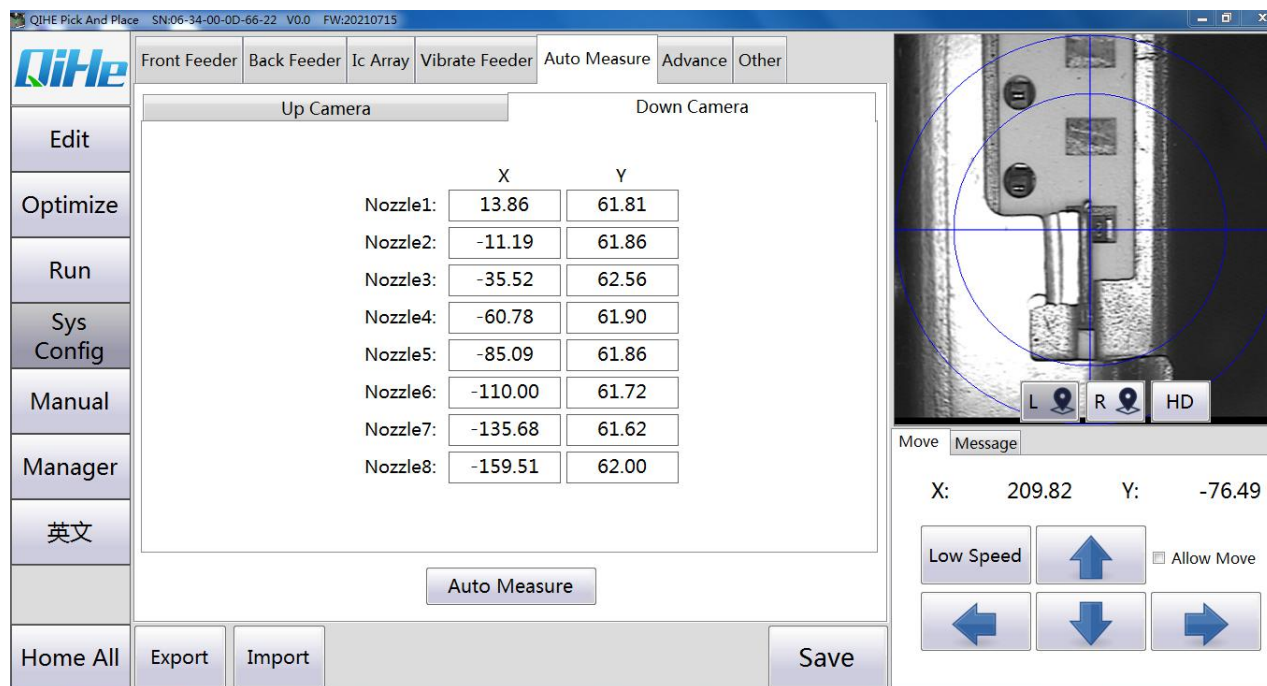 QIHE Pick And Place SN:06-34-00-0D-66-22 V0.0 FW:20210715
QiHe
Front Feeder Back Feeder Ic Array Vibrate Feeder Auto Measure Advance Other
Up Camera Down Camera
Edit
Optimize
Run
Sys
Config
Manual
Manager
英文
Home All
X Y
Nozzle1: 13.86 61.81
Nozzle2: -11.19 61.86
Nozzle3: -35.52 62.56
Nozzle4: -60.78 61.90
Nozzle5: -85.09 61.86
Nozzle6: -110.00 61.72
Nozzle7: -135.68 61.62
Nozzle8: -159.51 62.00
Auto Measure
Export Import Save
L R HD
Move Message
X: 209.82 Y: -76.49
Low Speed Allow Move